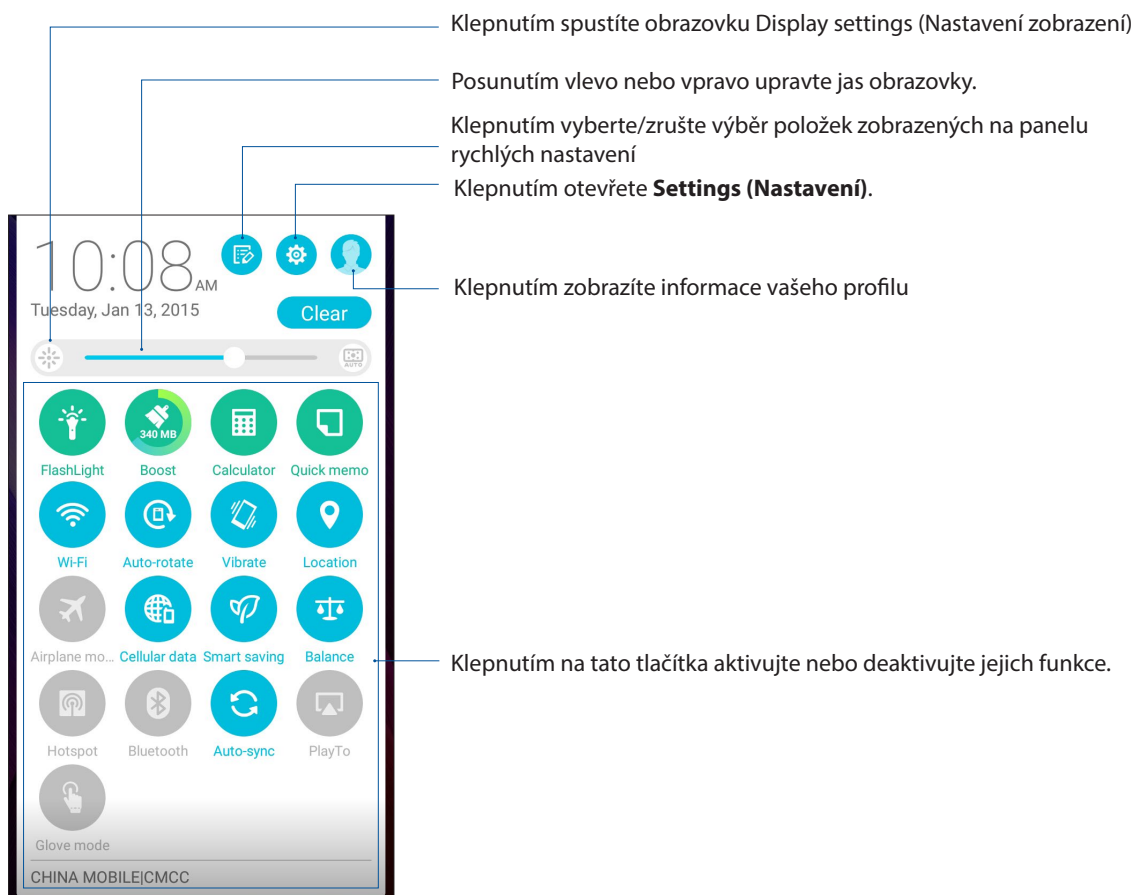 Klepnutím spustíte obrazovku Display settings (Nastavení zobrazení)
Posunutím vlevo nebo vpravo upravte jas obrazovky.
Klepnutím vyberte/zrušte výběr položek zobrazených na panelu
rychlých nastavení
Klepnutím otevřete Settings (Nastavení).
10:08 AM
Tuesday, Jan 13, 2015
Clear
Klepnutím zobrazíte informace vašeho profilu
AUTO
340 MB
FlashLight Boost Calculator Quick memo
Wi-Fi Auto-rotate Vibrate Location
Airplane mo... Cellular data Smart saving Balance
Klepnutím na tato tlačítka aktivujte nebo deaktivujte jejich funkce.
Hotspot Bluetooth Auto-sync PlayTo
Glove mode
CHINA MOBILE|CMCC